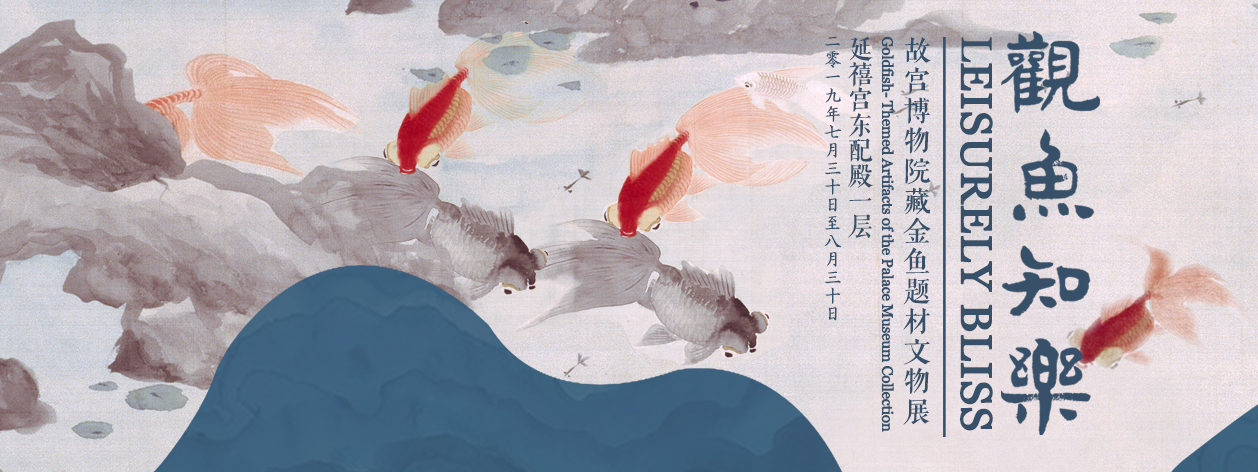 觀魚知樂
LEISURELY BLISS
故宫博物院藏金鱼题材文物展
Goldfish-Themed Artifacts of the Palace Museum Collection
延禧宫东配殿一层
二零一九年七月三十日至八月三十日